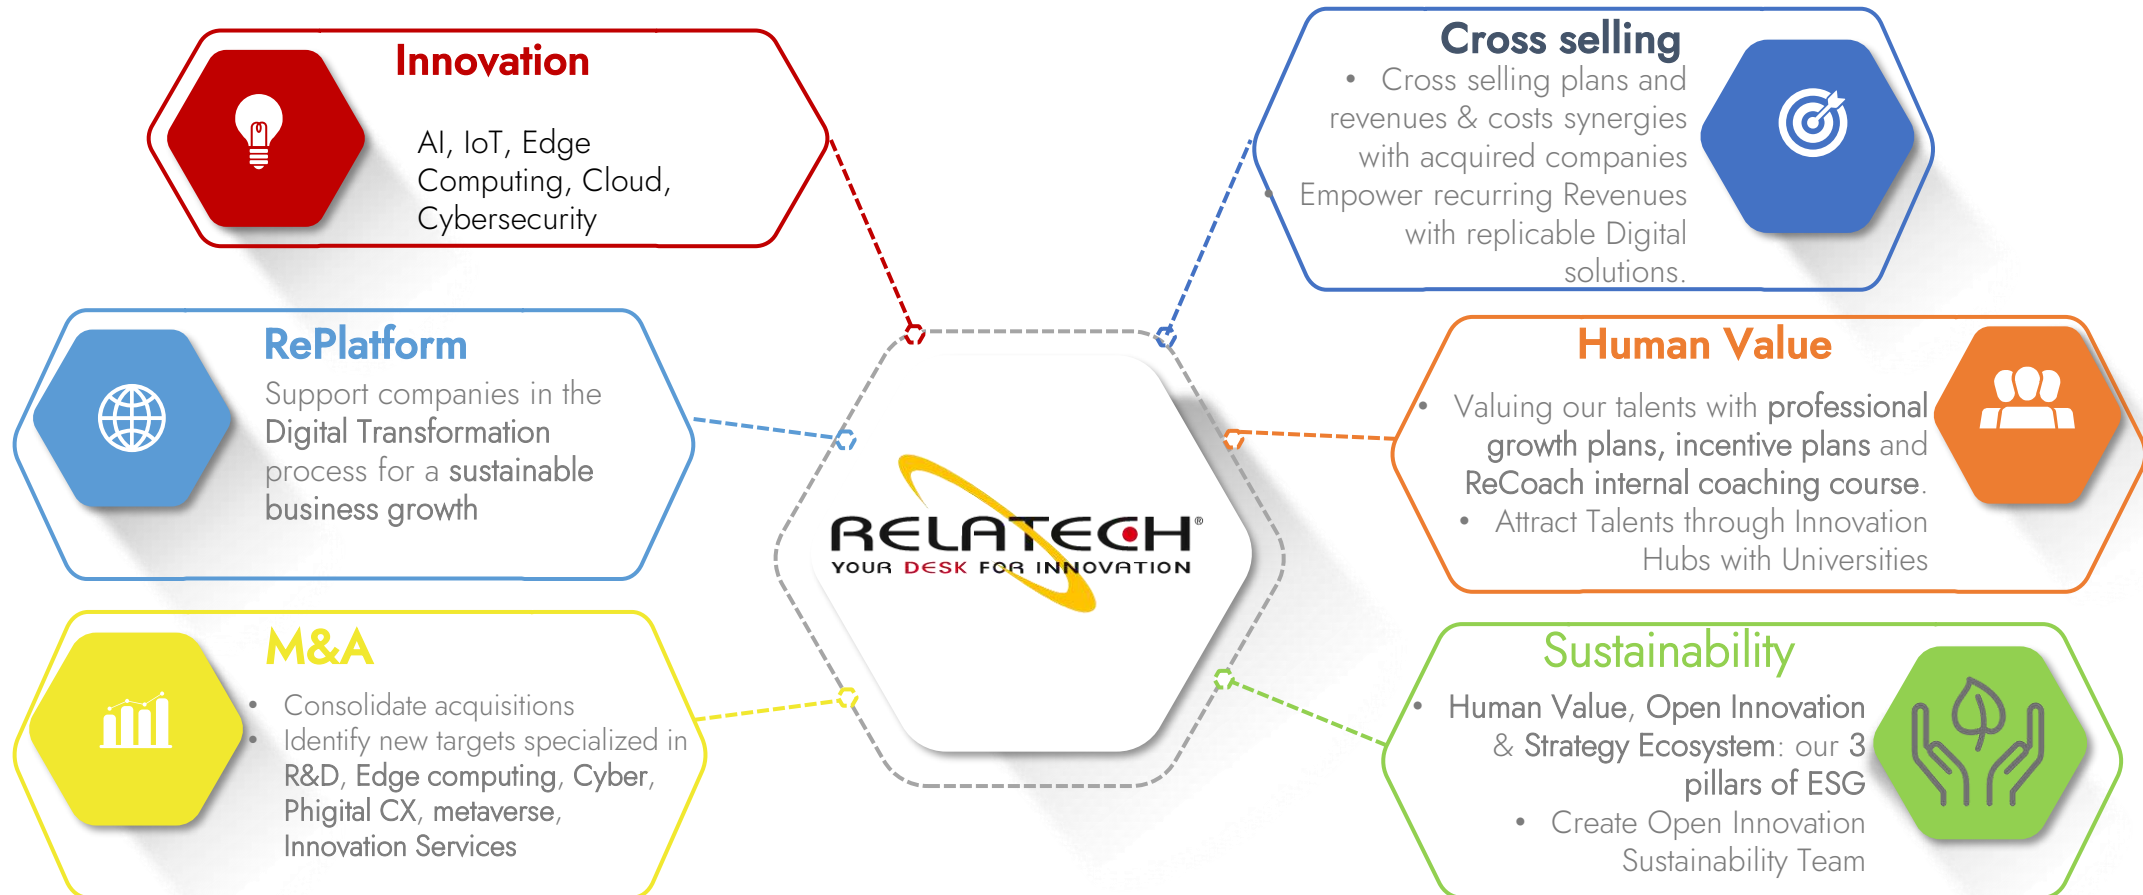 Innovation
AI, IoT, Edge
Computing, Cloud,
Cybersecurity
RePlatform
Support companies in the
Digital Transformation
process for a sustainable
business growth
M&A
• Consolidate acquisitions
• Identify new targets specialized in
R&D, Edge computing, Cyber,
Phigital CX, metaverse,
Innovation Services
RELATECH®
YOUR DESK FOR INNOVATION
Cross selling
• Cross selling plans and
revenues & costs synergies
with acquired companies
• Empower recurring Revenues
with replicable Digital
solutions.
Human Value
• Valuing our talents with professional
growth plans, incentive plans and
ReCoach internal coaching course.
• Attract Talents through Innovation
Hubs with Universities
Sustainability
• Human Value, Open Innovation
& Strategy Ecosystem: our 3
pillars of ESG
• Create Open Innovation
Sustainability Team